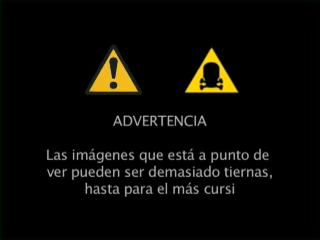 ADVERTENCIA
Las imágenes que está a punto de
ver pueden ser demasiado tiernas,
hasta para el más cursi